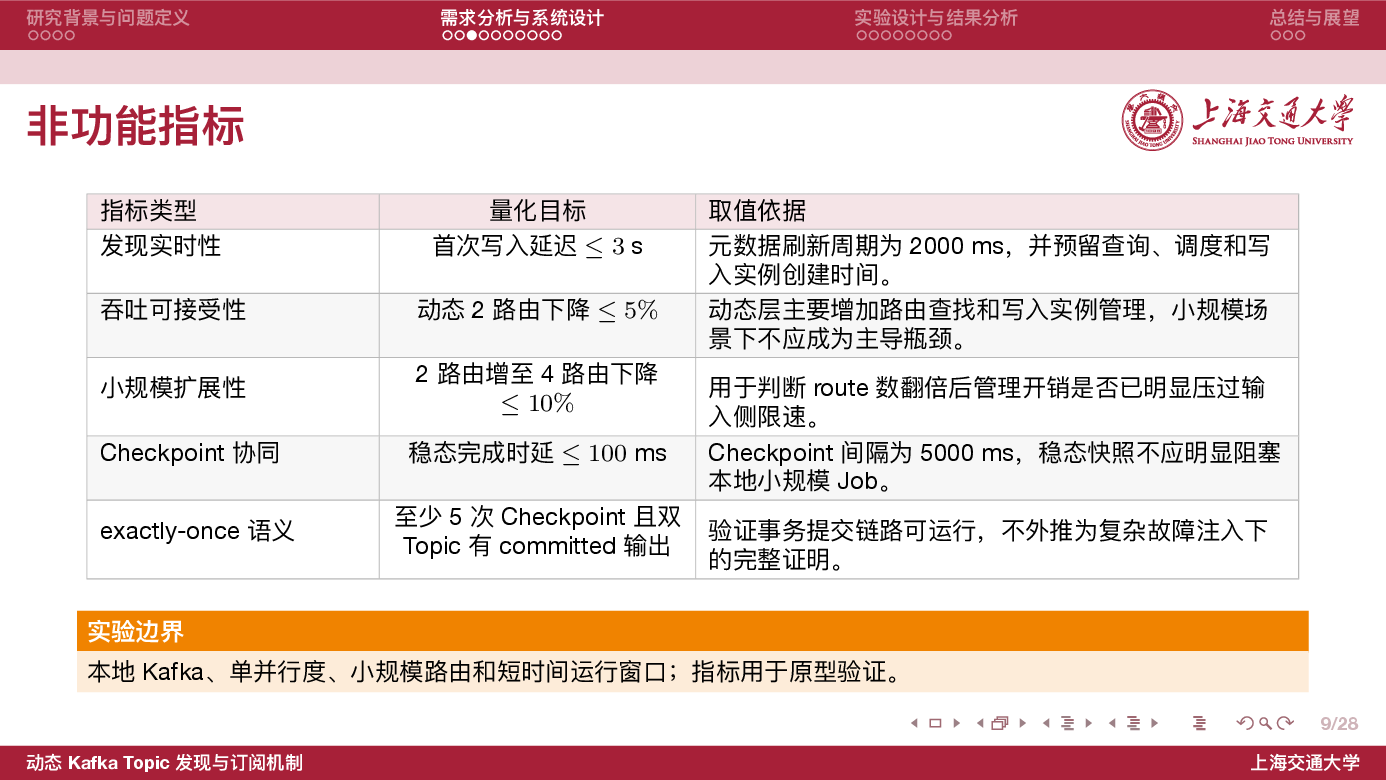 研究背景与问题定义 需求分析与系统设计 实验设计与结果分析 总结与展望
非功能指标
上海交通大学
SHANGHAI JIAO TONG UNIVERSITY
指标类型 量化目标 取值依据
发现实时性 首次写入延迟 ≤ 3 s 元数据刷新周期为 2000 ms，并预留查询、调度和写
入实例创建时间。
吞吐可接受性 动态 2 路由下降 ≤ 5% 动态层主要增加路由查找和写入实例管理，小规模场
景下不应成为主导瓶颈。
小规模扩展性 2 路由增至 4 路由下降
≤ 10% 用于判断 route 数翻倍后管理开销是否已明显压过输
入侧限速。
Checkpoint 协同 稳态完成时延 ≤ 100 ms Checkpoint 间隔为 5000 ms，稳态快照不应明显阻塞
本地小规模 Job。
exactly-once 语义 至少 5 次 Checkpoint 且双
Topic 有 committed 输出 验证事务提交链路可运行，不外推为复杂故障注入下
的完整证明。
实验边界
本地 Kafka、单并行度、小规模路由和短时间运行窗口；指标用于原型验证。
9/28
动态 Kafka Topic 发现与订阅机制 上海交通大学